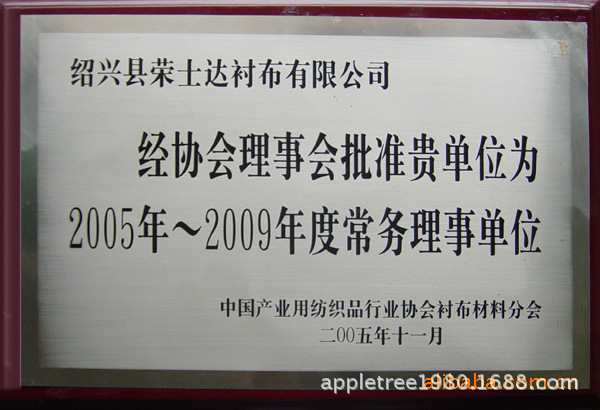 绍兴县荣士达衬布有限公司
经协会理事会批准贵单位为
2005年～2009年度常务理事单位
中国产业用纺织品行业协会衬布材料分会
二00五年十一月
appletree1980.1688.com